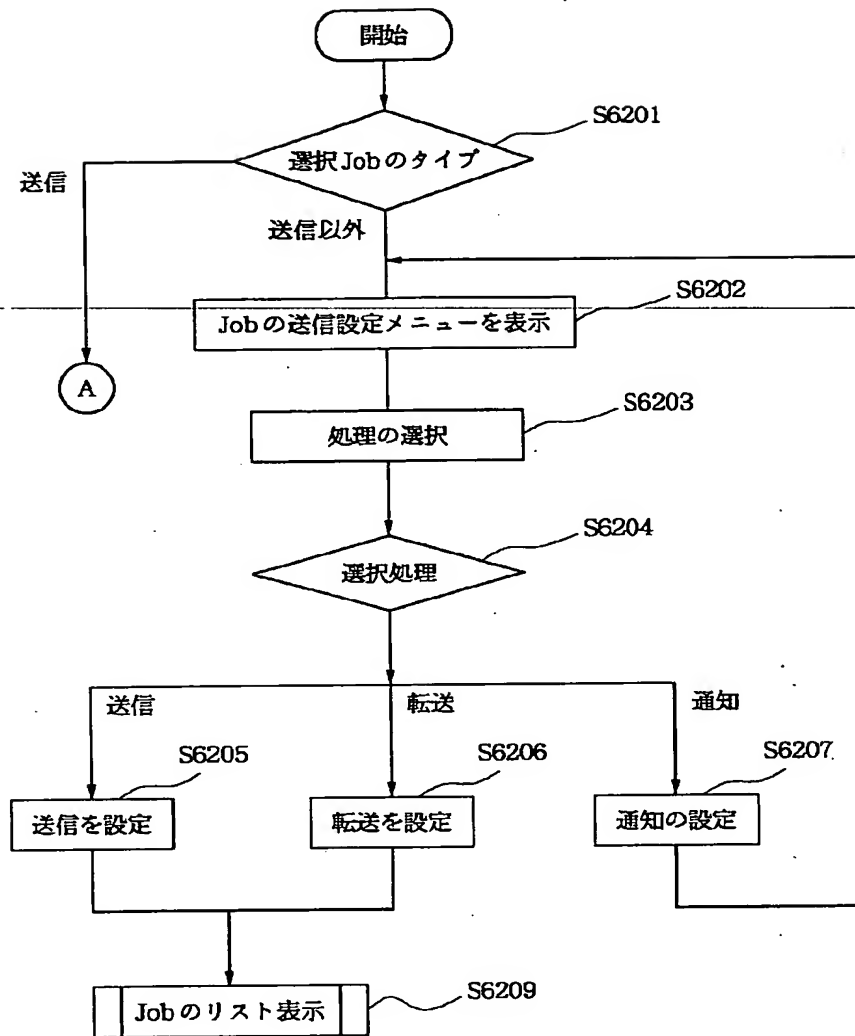 開始
S6201
選択Jobのタイプ
送信
送信以外
S6202
Jobの送信設定メニューを表示
A
S6203
処理の選択
S6204
選択処理
送信
転送
通知
S6205
S6206
S6207
送信を設定
転送を設定
通知の設定
S6209
Jobのリスト表示